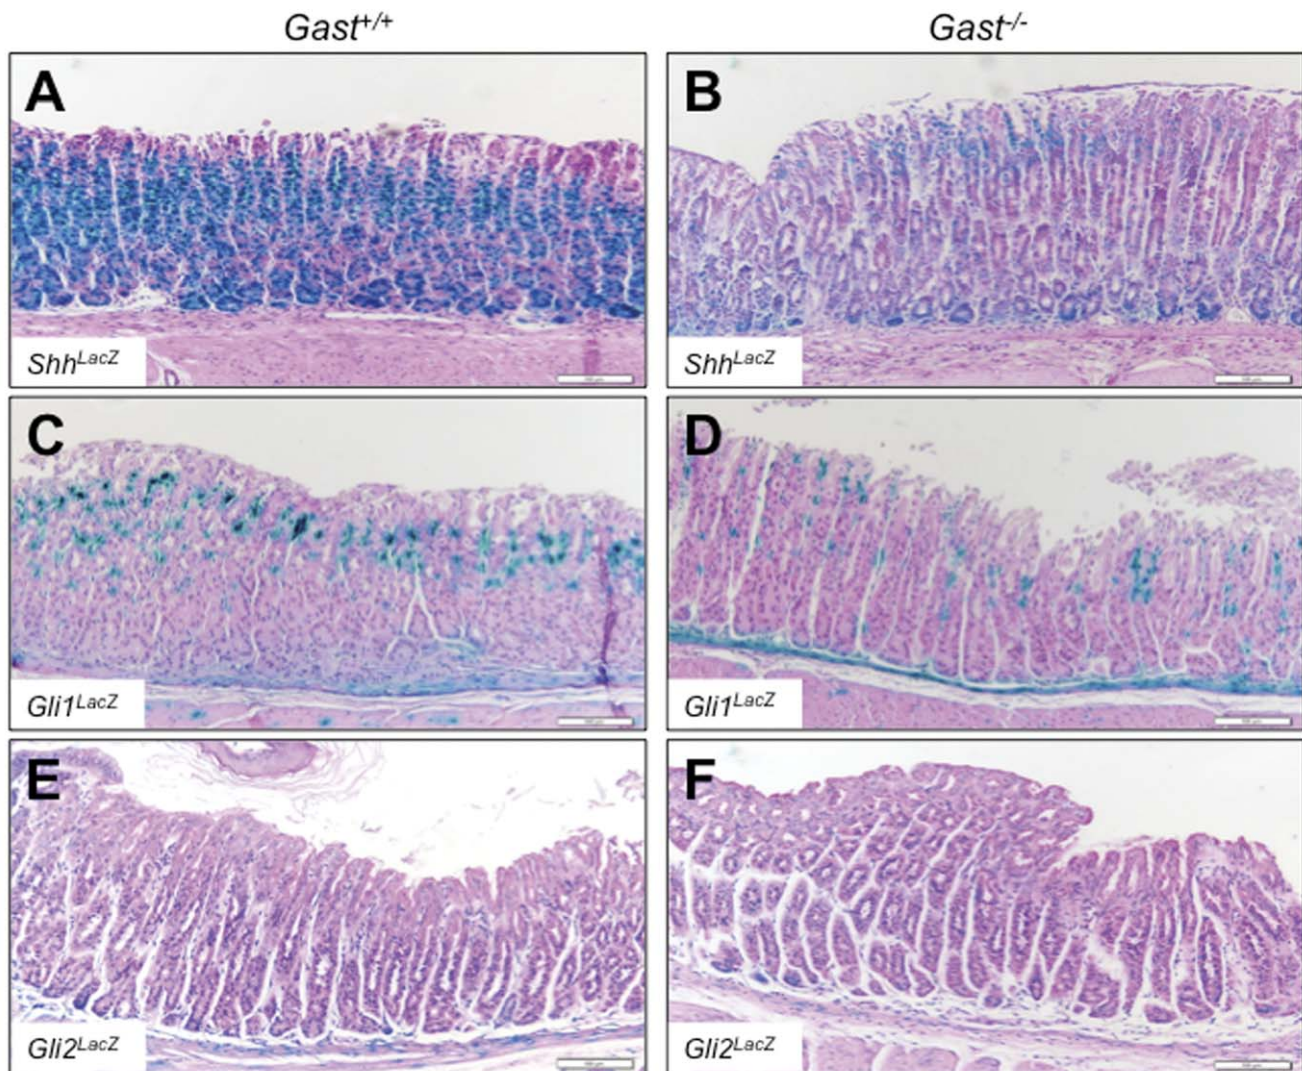 Gast+/+ Gast-/-
A B
ShhLacZ ShhLacZ
C D
Gli1LacZ Gli1LacZ
E F
Gli2LacZ Gli2LacZ